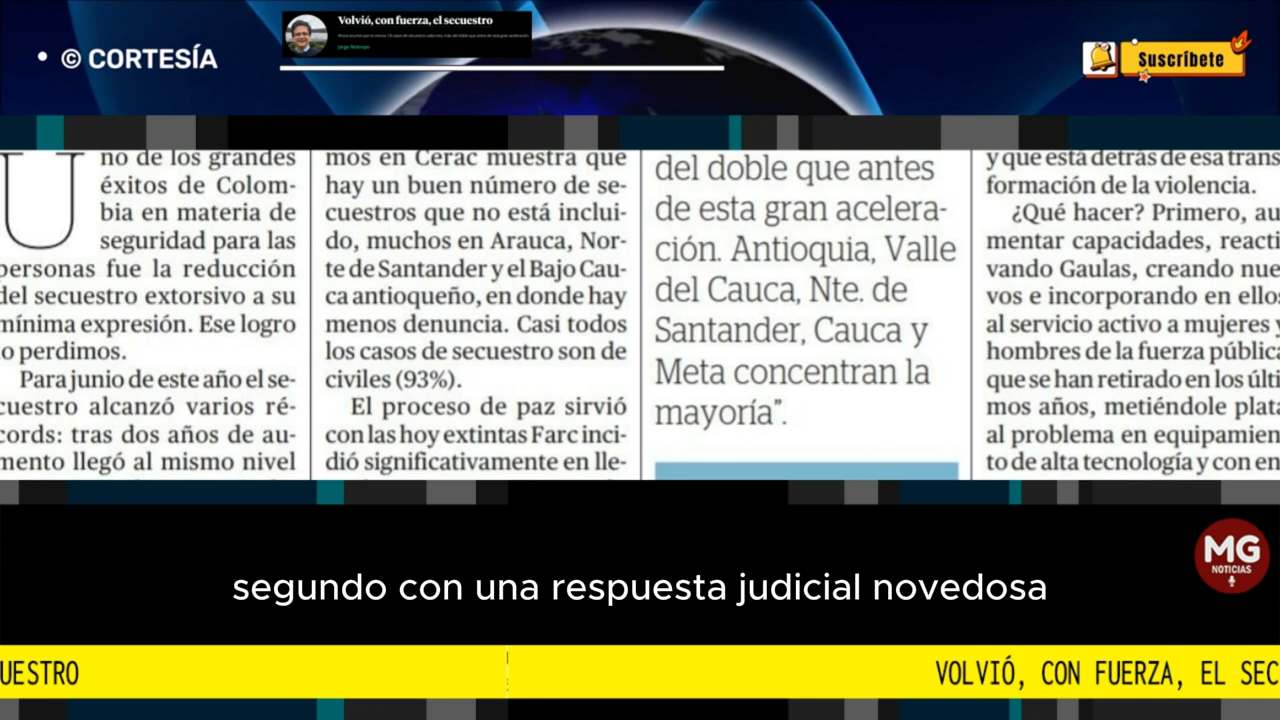 Volvió, con fuerza, el secuestro
Jorge Restrepo
• © CORTESÍA
Suscríbete
U
no de los grandes
éxitos de Colom-
bia en materia de
seguridad para las
personas fue la reducción
del secuestro extorsivo a su
mínima expresión. Ese logro
lo perdimos.
Para junio de este año el se-
cuestro alcanzó varios ré-
cords: tras dos años de au-
mento llegó al mismo nivel
mos en Cerac muestra que
hay un buen número de se-
cuestros que no está inclui-
do, muchos en Arauca, Nor-
te de Santander y el Bajo Cau-
ca antioqueño, en donde hay
menos denuncia. Casi todos
los casos de secuestro son de
civiles (93%).
El proceso de paz sirvió
con las hoy extintas Farc inci-
dió significativamente en lle-
del doble que antes
de esta gran acelera-
ción. Antioquia, Valle
del Cauca, Nte. de
Santander, Cauca y
Meta concentran la
mayoría”.
y que está detrás de esa trans
formación de la violencia.
¿Qué hacer? Primero, au
mentar capacidades, reacti
vando Gaulas, creando nue
vos e incorporando en ellos
al servicio activo a mujeres y
hombres de la fuerza pública
que se han retirado en los últi
mos años, metiéndole plata
al problema en equipamien
to de alta tecnología y con en
segundo con una respuesta judicial novedosa
MG
NOTICIAS
UESTRO
VOLVIÓ, CON FUERZA, EL SEC